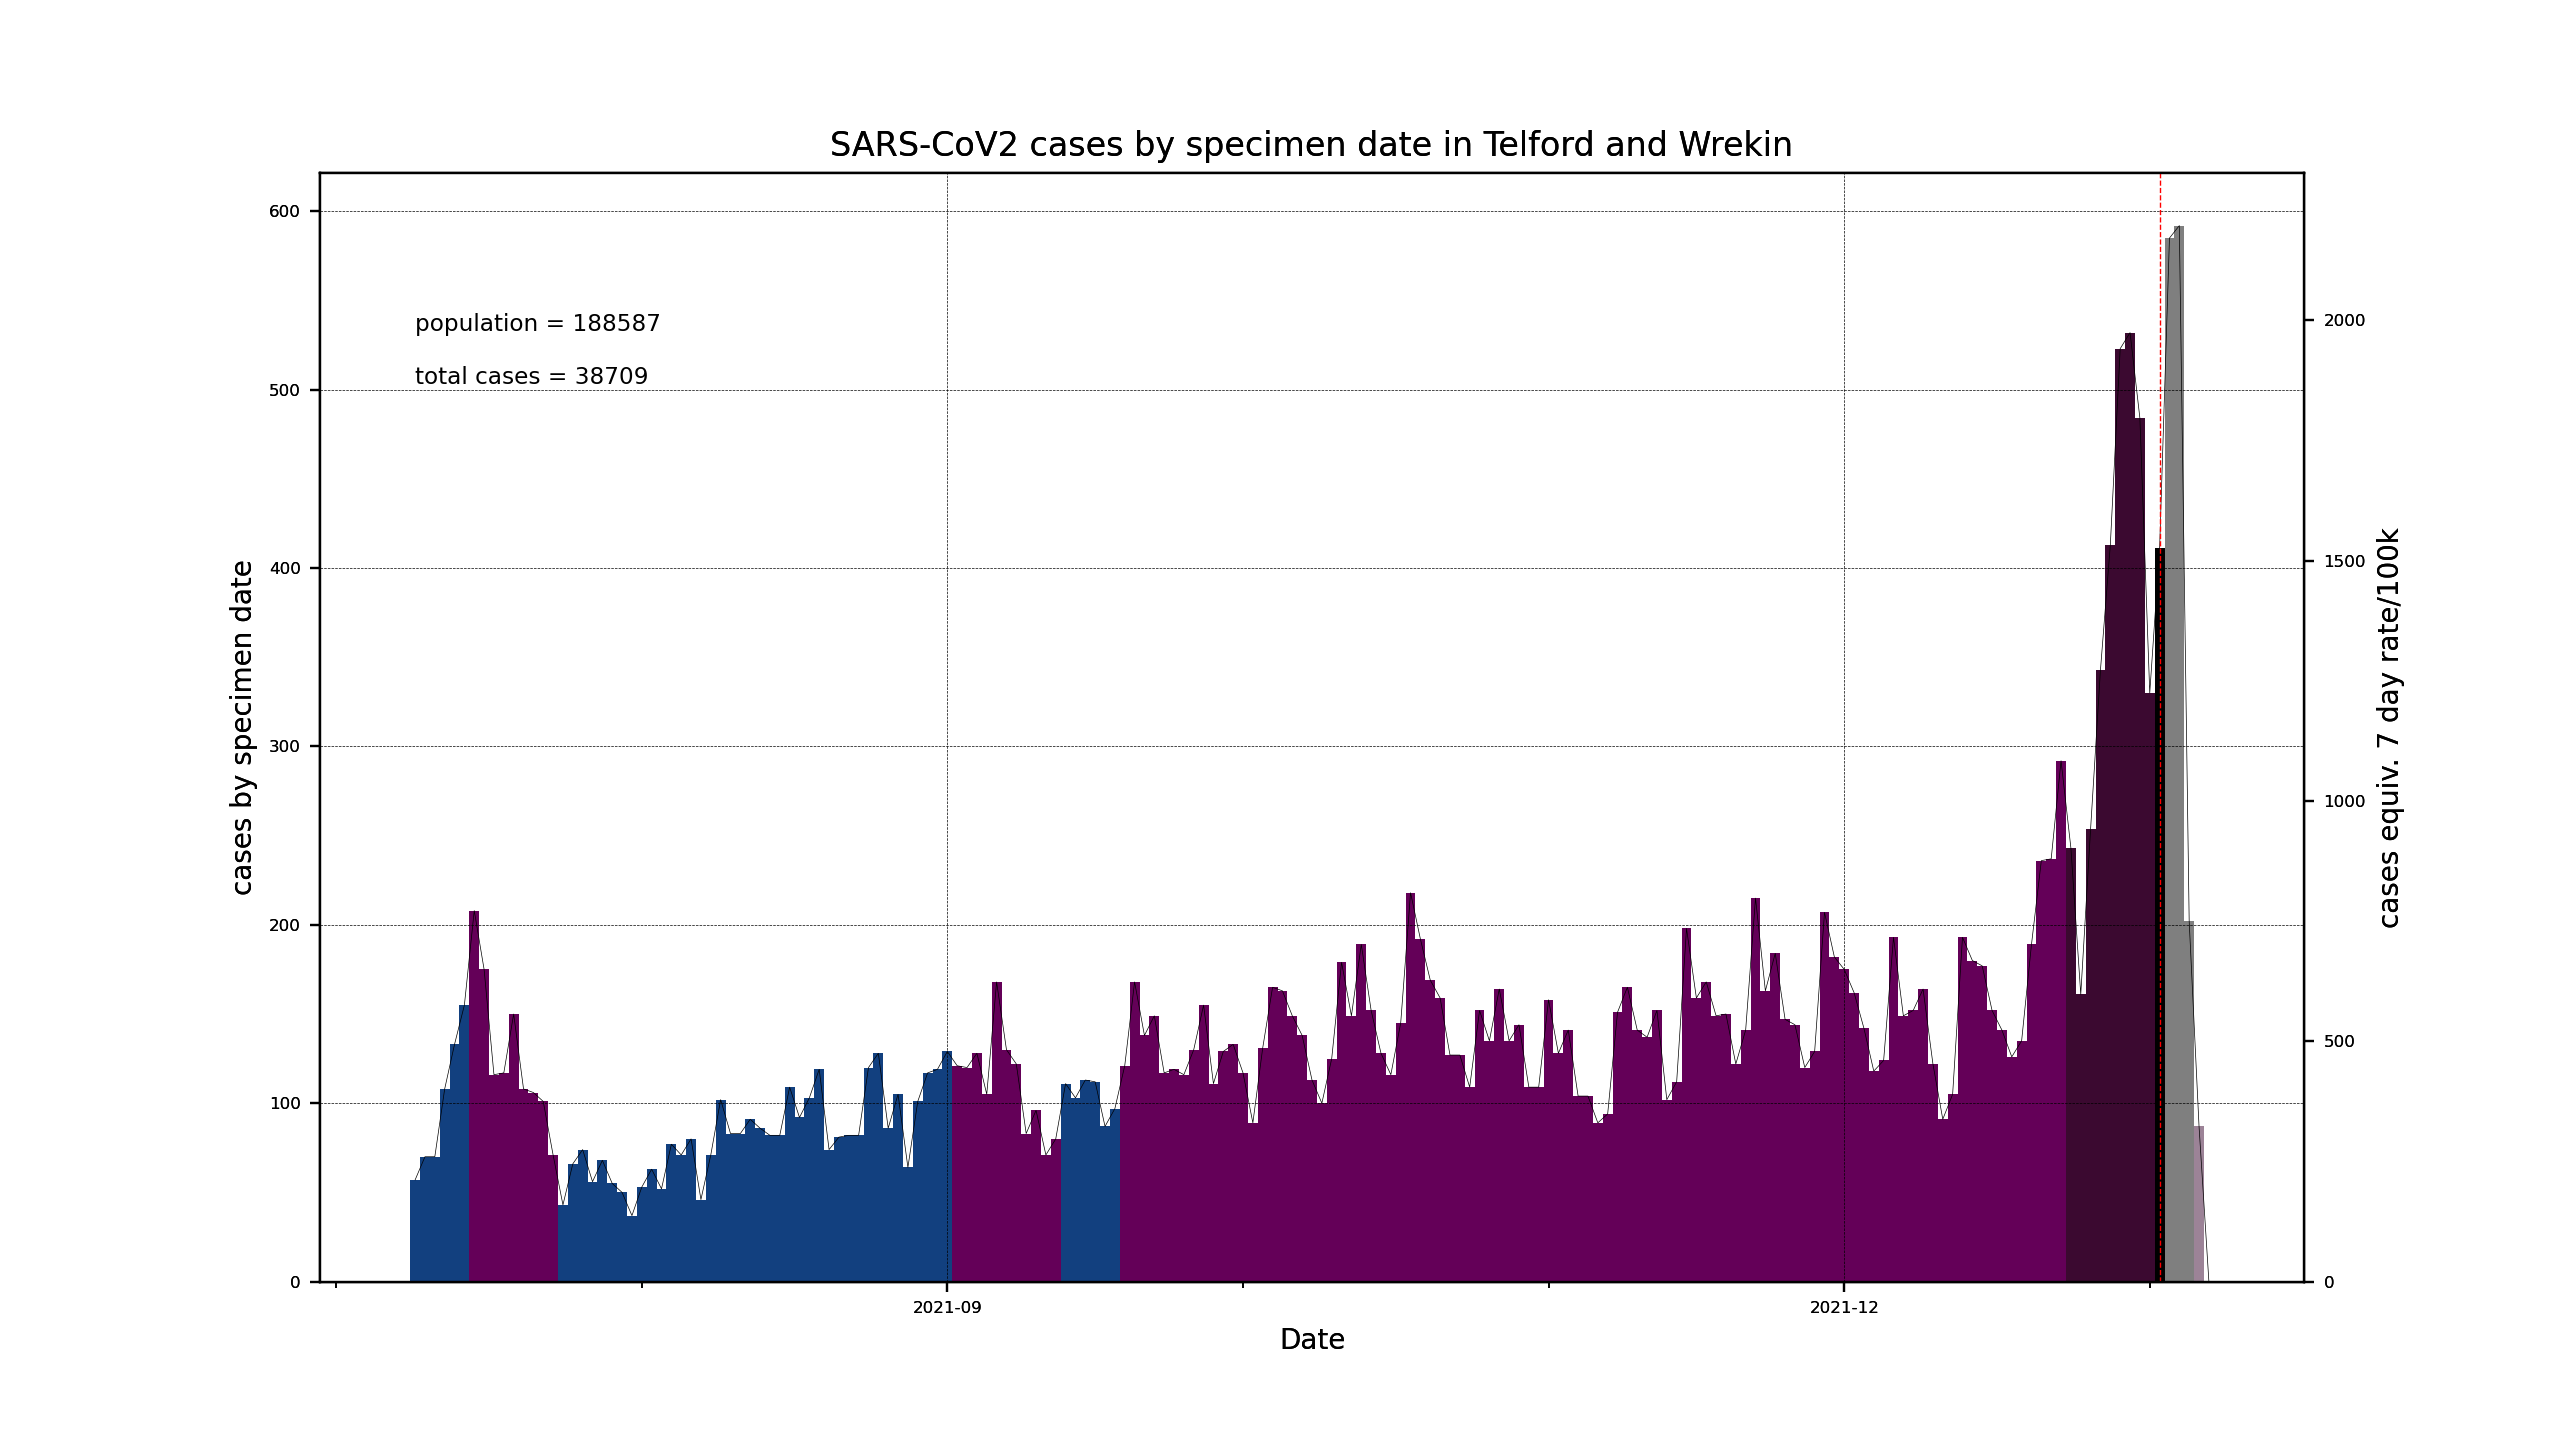 SARS-CoV2 cases by specimen date in Telford and Wrekin
population = 188587
total cases = 38709
cases by specimen date
600
500
400
300
200
100
0
2000
1500
1000
500
0
cases equiv. 7 day rate/100k
2021-09
2021-12
Date